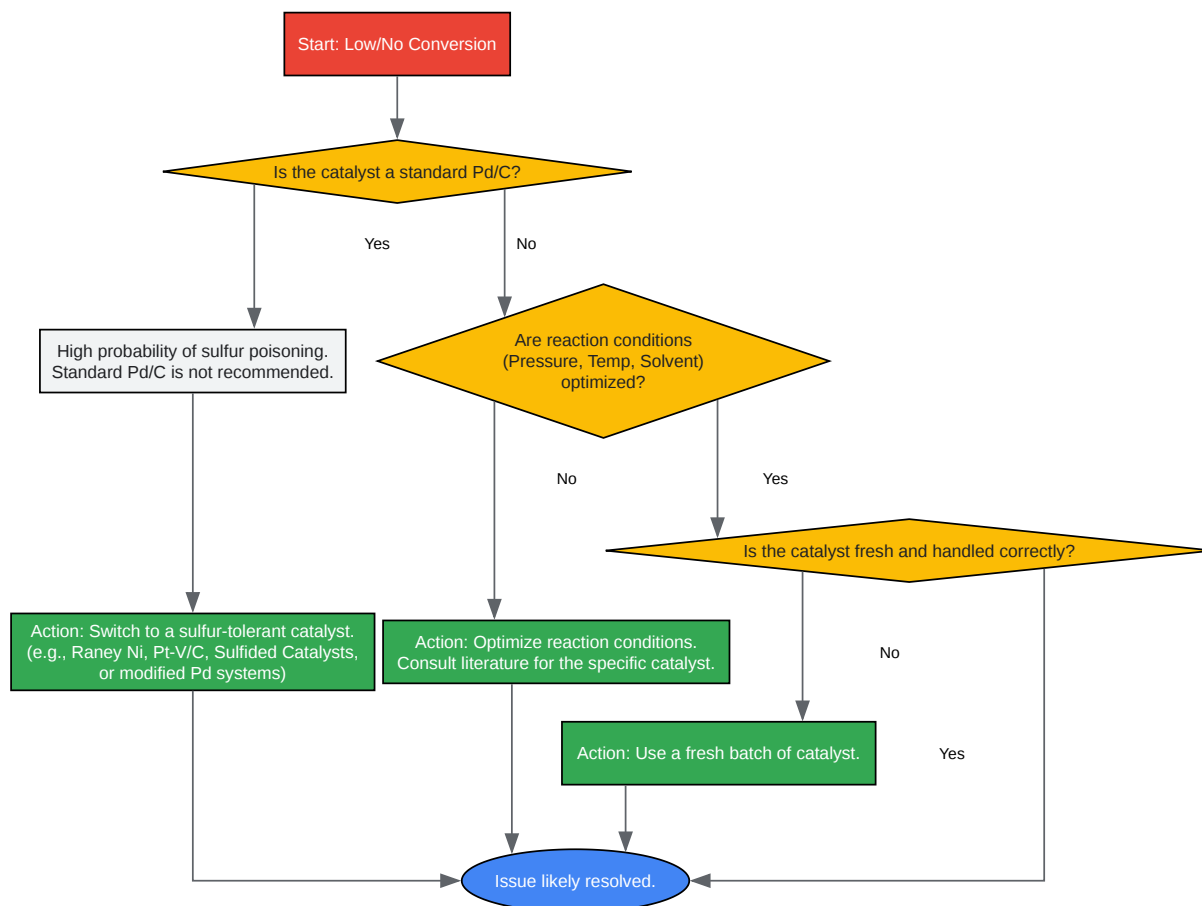 Start: Low/No Conversion
Is the catalyst a standard Pd/C?
Yes
No
High probability of sulfur poisoning.
Standard Pd/C is not recommended.
Are reaction conditions
(Pressure, Temp, Solvent)
optimized?
No
Yes
Is the catalyst fresh and handled correctly?
Action: Switch to a sulfur-tolerant catalyst.
(e.g., Raney Ni, Pt-V/C, Sulfided Catalysts,
or modified Pd systems)
Action: Optimize reaction conditions.
Consult literature for the specific catalyst.
No
Action: Use a fresh batch of catalyst.
Yes
Issue likely resolved.